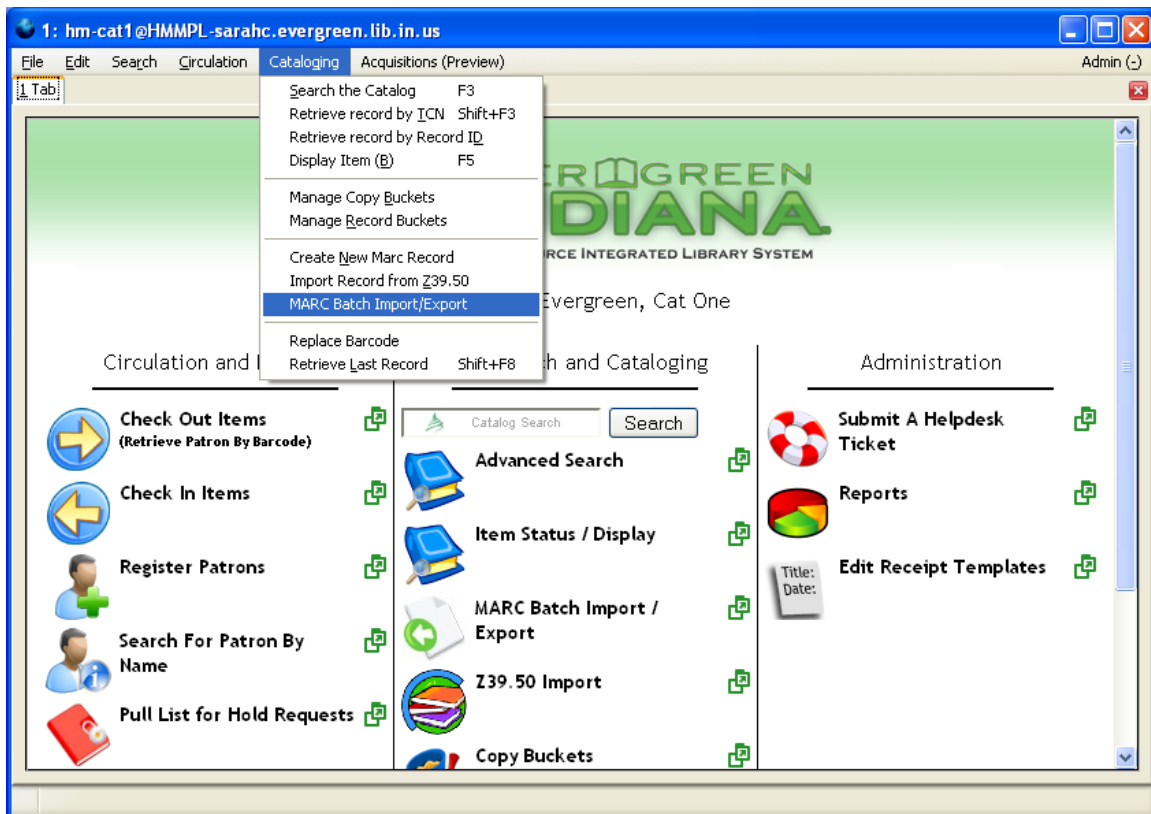 1: hm-cat1@HMMPL-sarahc.evergreen.lib.in.us
File Edit Search Circulation Cataloging Acquisitions (Preview) Admin (-)
1 Tab
Search the Catalog F3
Retrieve record by TCN Shift+F3
Retrieve record by Record ID
Display Item (B) F5
Manage Copy Buckets
Manage Record Buckets
Create New Marc Record
Import Record from Z39.50
MARC Batch Import/Export
Replace Barcode
Retrieve Last Record Shift+F8
ER GREEN
DIANA
RCE INTEGRATED LIBRARY SYSTEM
Evergreen, Cat One
Circulation and
h and Cataloging
Administration
Check Out Items
(Retrieve Patron By Barcode)
Check In Items
Register Patrons
Search For Patron By
Name
Pull List for Hold Requests
Catalog Search Search
Advanced Search
Item Status / Display
MARC Batch Import /
Export
Z39.50 Import
Copy Buckets
Submit A Helpdesk
Ticket
Reports
Title:
Date:
Edit Receipt Templates